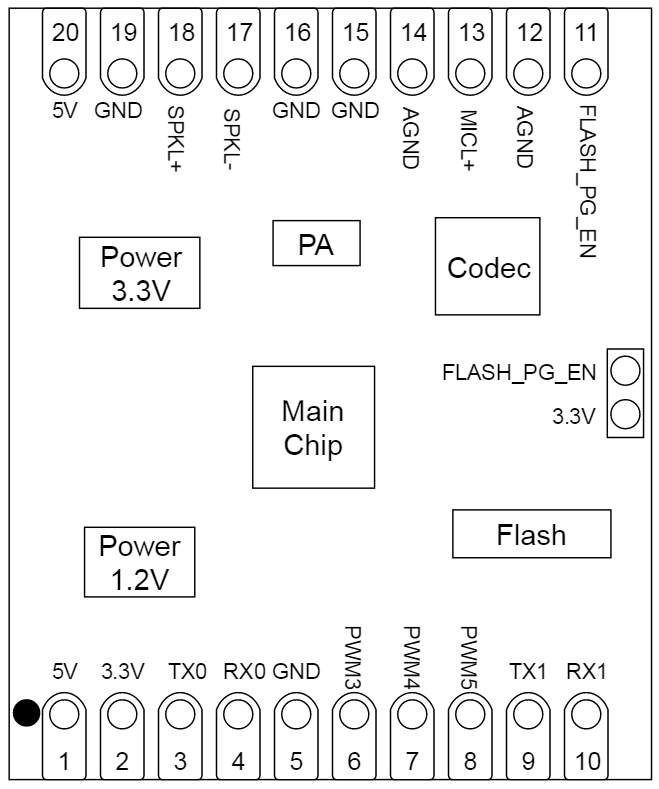 20 19 18 17 16 15 14 13 12 11
5V GND SPKL+ SPKL- GND GND AGND MICL+ AGND FLASH_PG_EN
Power
3.3V
PA
Codec
FLASH_PG_EN
3.3V
Main
Chip
Flash
Power
1.2V
5V 3.3V TX0 RX0 GND PWM3 PWM4 PWM5 TX1 RX1
1 2 3 4 5 6 7 8 9 10